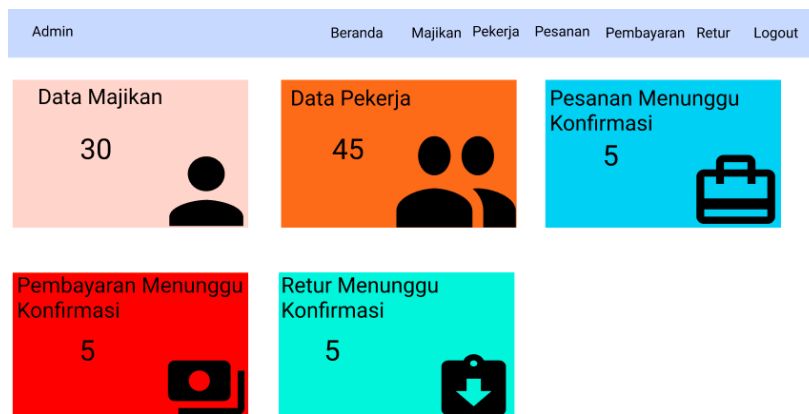 Admin Beranda Majikan Pekerja Pesanan Pembayaran Retur Logout
Data Majikan
30
Data Pekerja
45
Pesanan Menunggu
Konfirmasi
5
Pembayaran Menunggu
Konfirmasi
5
Retur Menunggu
Konfirmasi
5